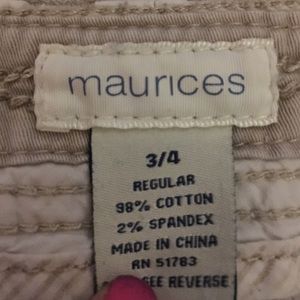 maurices
3/4
REGULAR
98% COTTON
2% SPANDEX
MADE IN CHINA
RN 51783
SEE REVERSE